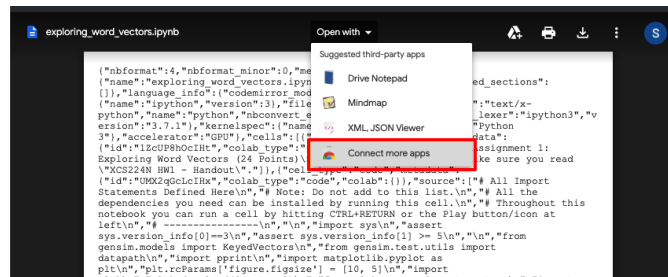 exploring_word_vectors.ipynb
Open with
S
Suggested third-party apps
Drive Notepad
Mindmap
XML, JSON Viewer
Connect more apps
{"nbformat":4,"nbformat_minor":0,"me
{"name":"exploring_word_vectors.ipyn ed_sections":
[]},"language_info":{"codemirror_mod
{"name":"ipython","version":3},"file ":"text/x-
python","name":"python","nbconvert_e _lexer":"ipython3","v
ersion":"3.7.1"},"kernelspec":{"name "Python
3"},"accelerator":"GPU"},"cells":[{" data":
{"id":"1ZcUP8hOcIHt","colab_type":" ssignment 1:
Exploring Word Vectors (24 Points)\ ke sure you read
\"XCS224N HW1 - Handout\"."]},{"cell_type":"code","metadata":
{"id":"UMX2gGcLcIHx","colab_type":"code","colab":{}},"source":["# All Import
Statements Defined Here\n","# Note: Do not add to this list.\n","# All the
dependencies you need can be installed by running this cell.\n","# Throughout this
notebook you can run a cell by hitting CTRL+RETURN or the Play button/icon at
left\n","# ----------------\n","\n","import sys\n","assert
sys.version_info[0]==3\n","assert sys.version_info[1] >= 5\n","\n","from
gensim.models import KeyedVectors\n","from gensim.test.utils import
datapath\n","import pprint\n","import matplotlib.pyplot as
plt\n","plt.rcParams['figure.figsize'] = [10, 5]\n","import